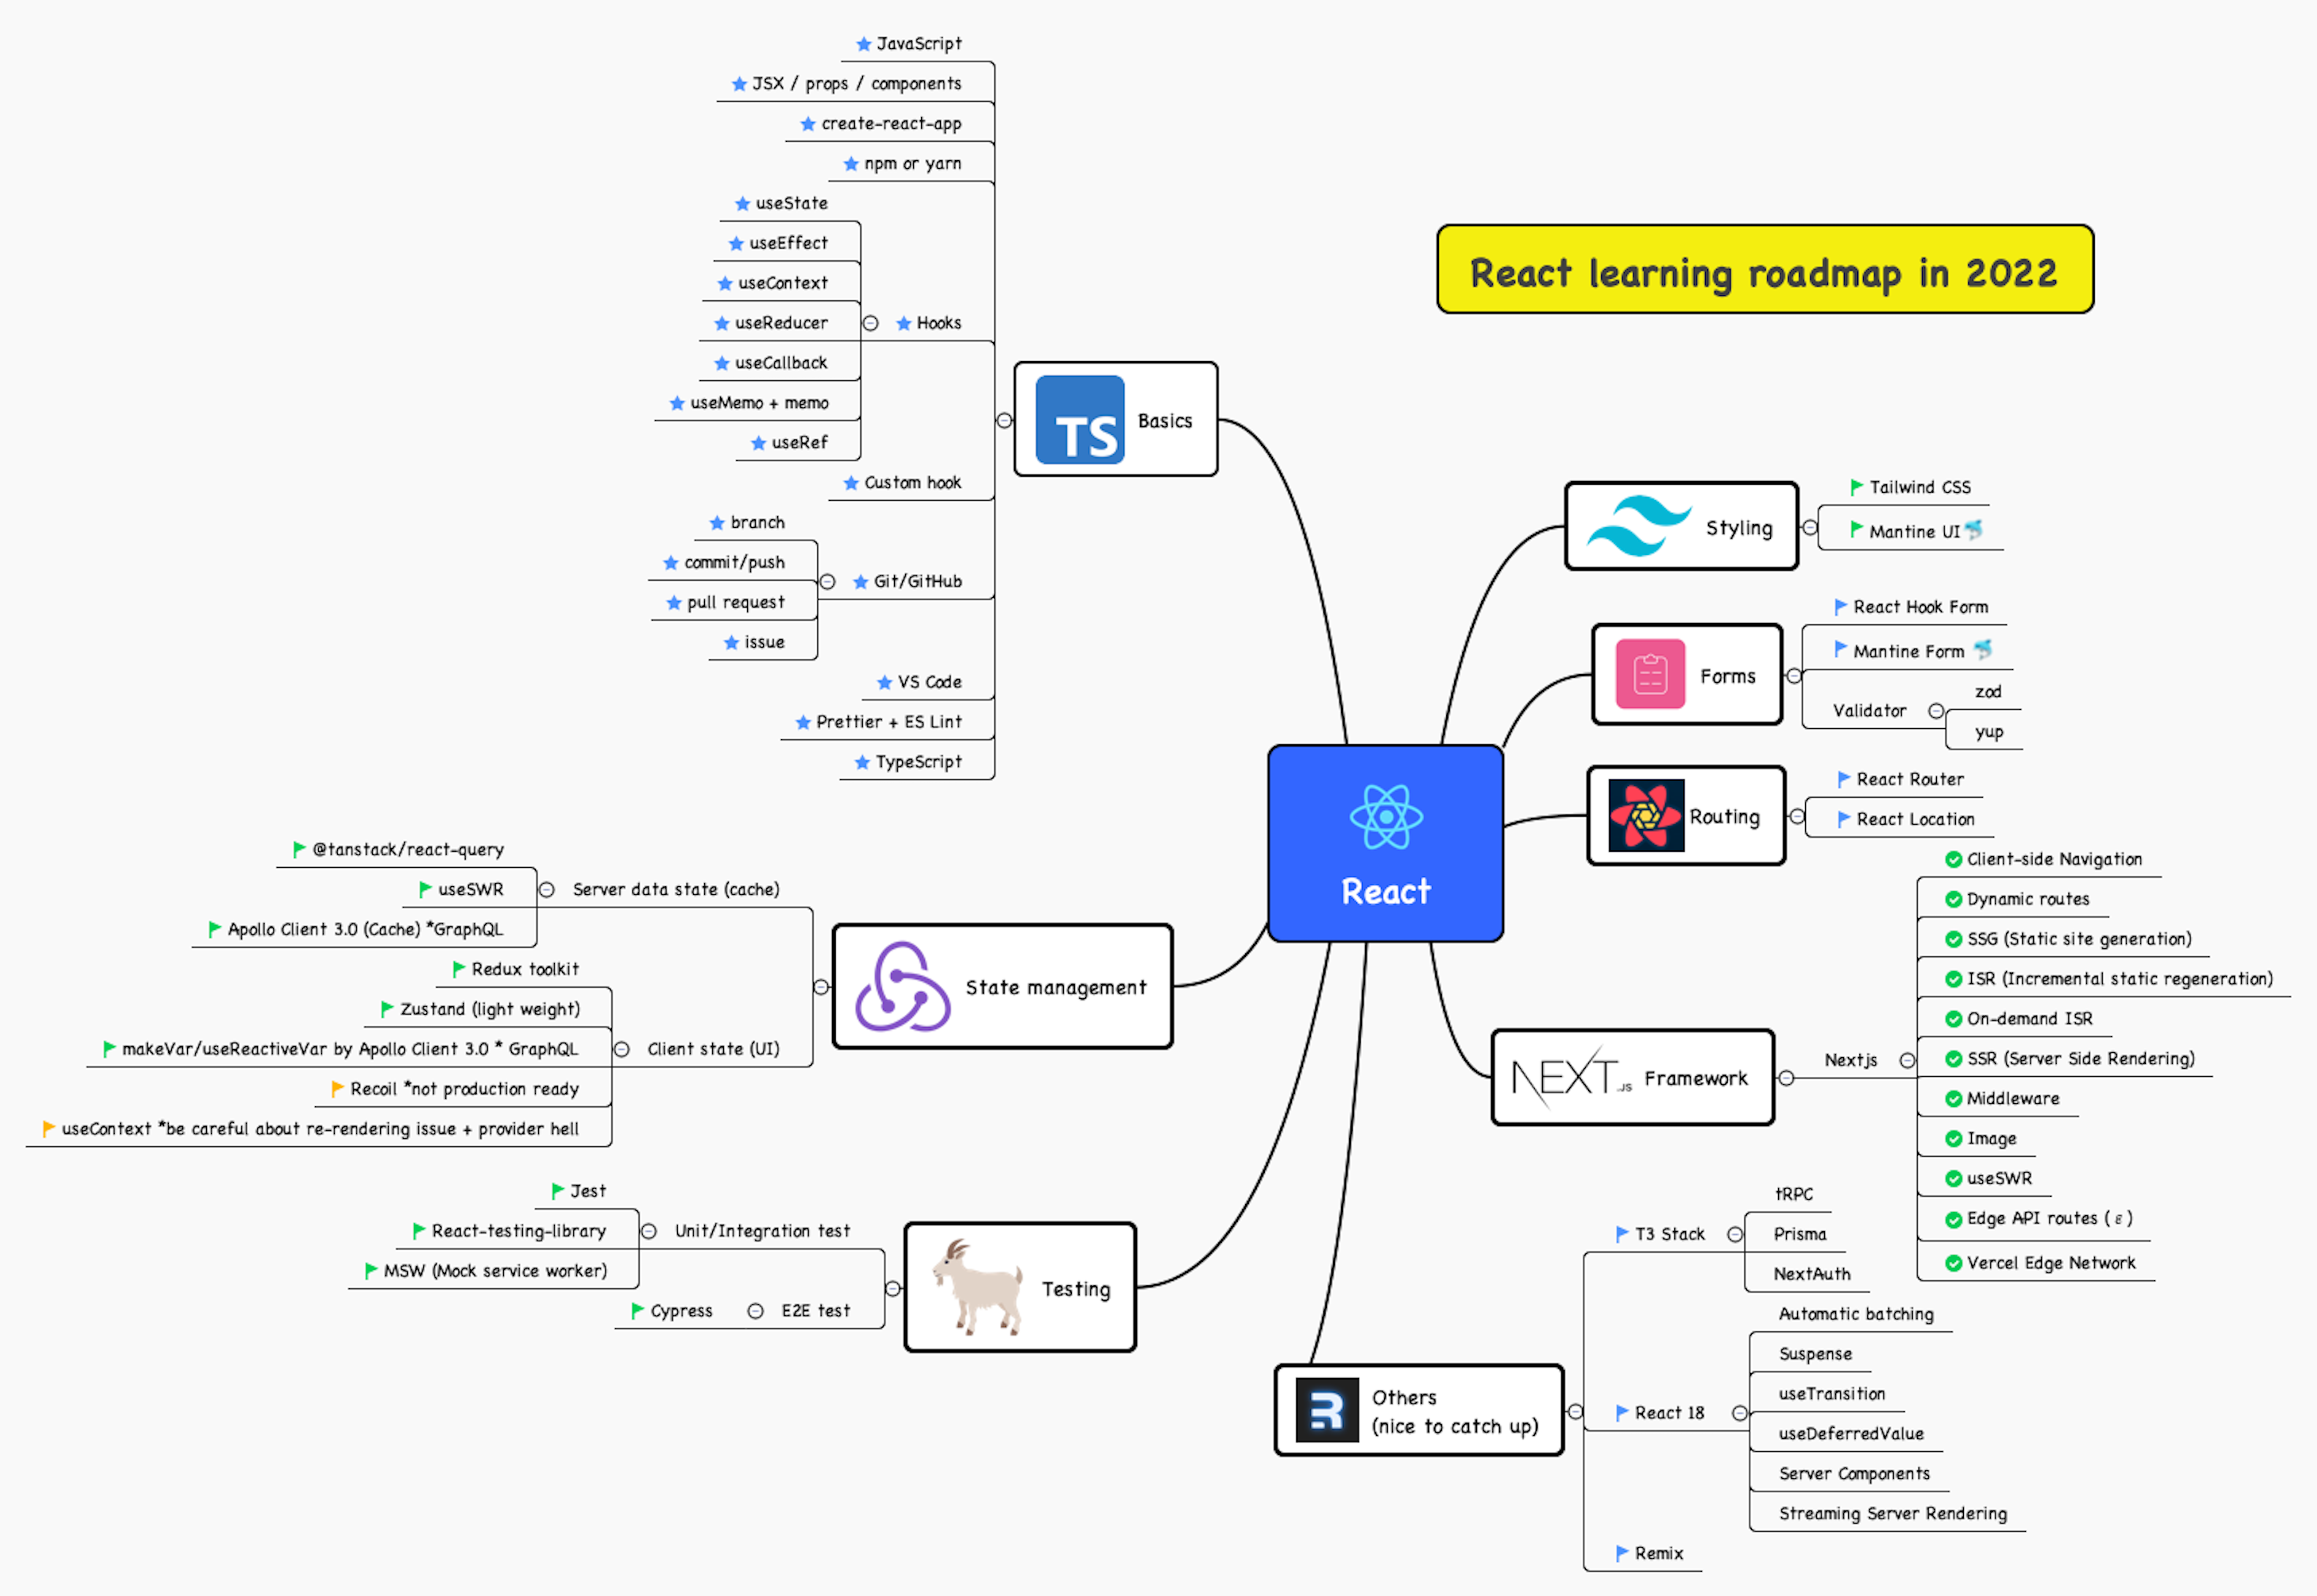 React learning roadmap in 2022
React
TS
Basics
JavaScript
JSX / props / components
create-react-app
npm or yarn
Hooks
useState
useEffect
useContext
useReducer
useCallback
useMemo + memo
useRef
Custom hook
Git/GitHub
branch
commit/push
pull request
issue
VS Code
Prettier + ES Lint
TypeScript
State management
Server data state (cache)
@tanstack/react-query
useSWR
Apollo Client 3.0 (Cache) *GraphQL
Client state (UI)
Redux toolkit
Zustand (light weight)
makeVar/useReactiveVar by Apollo Client 3.0 * GraphQL
Recoil *not production ready
useContext *be careful about re-rendering issue + provider hell
Testing
Unit/Integration test
Jest
React-testing-library
MSW (Mock service worker)
E2E test
Cypress
Styling
Tailwind CSS
Mantine UI
Forms
React Hook Form
Mantine Form
Validator
zod
yup
Routing
React Router
React Location
NEXT.JS
Framework
Nextjs
Client-side Navigation
Dynamic routes
SSG (Static site generation)
ISR (Incremental static regeneration)
On-demand ISR
SSR (Server Side Rendering)
Middleware
Image
useSWR
Edge API routes ( ε )
Vercel Edge Network
R
Others
(nice to catch up)
T3 Stack
tRPC
Prisma
NextAuth
React 18
Automatic batching
Suspense
useTransition
useDeferredValue
Server Components
Streaming Server Rendering
Remix